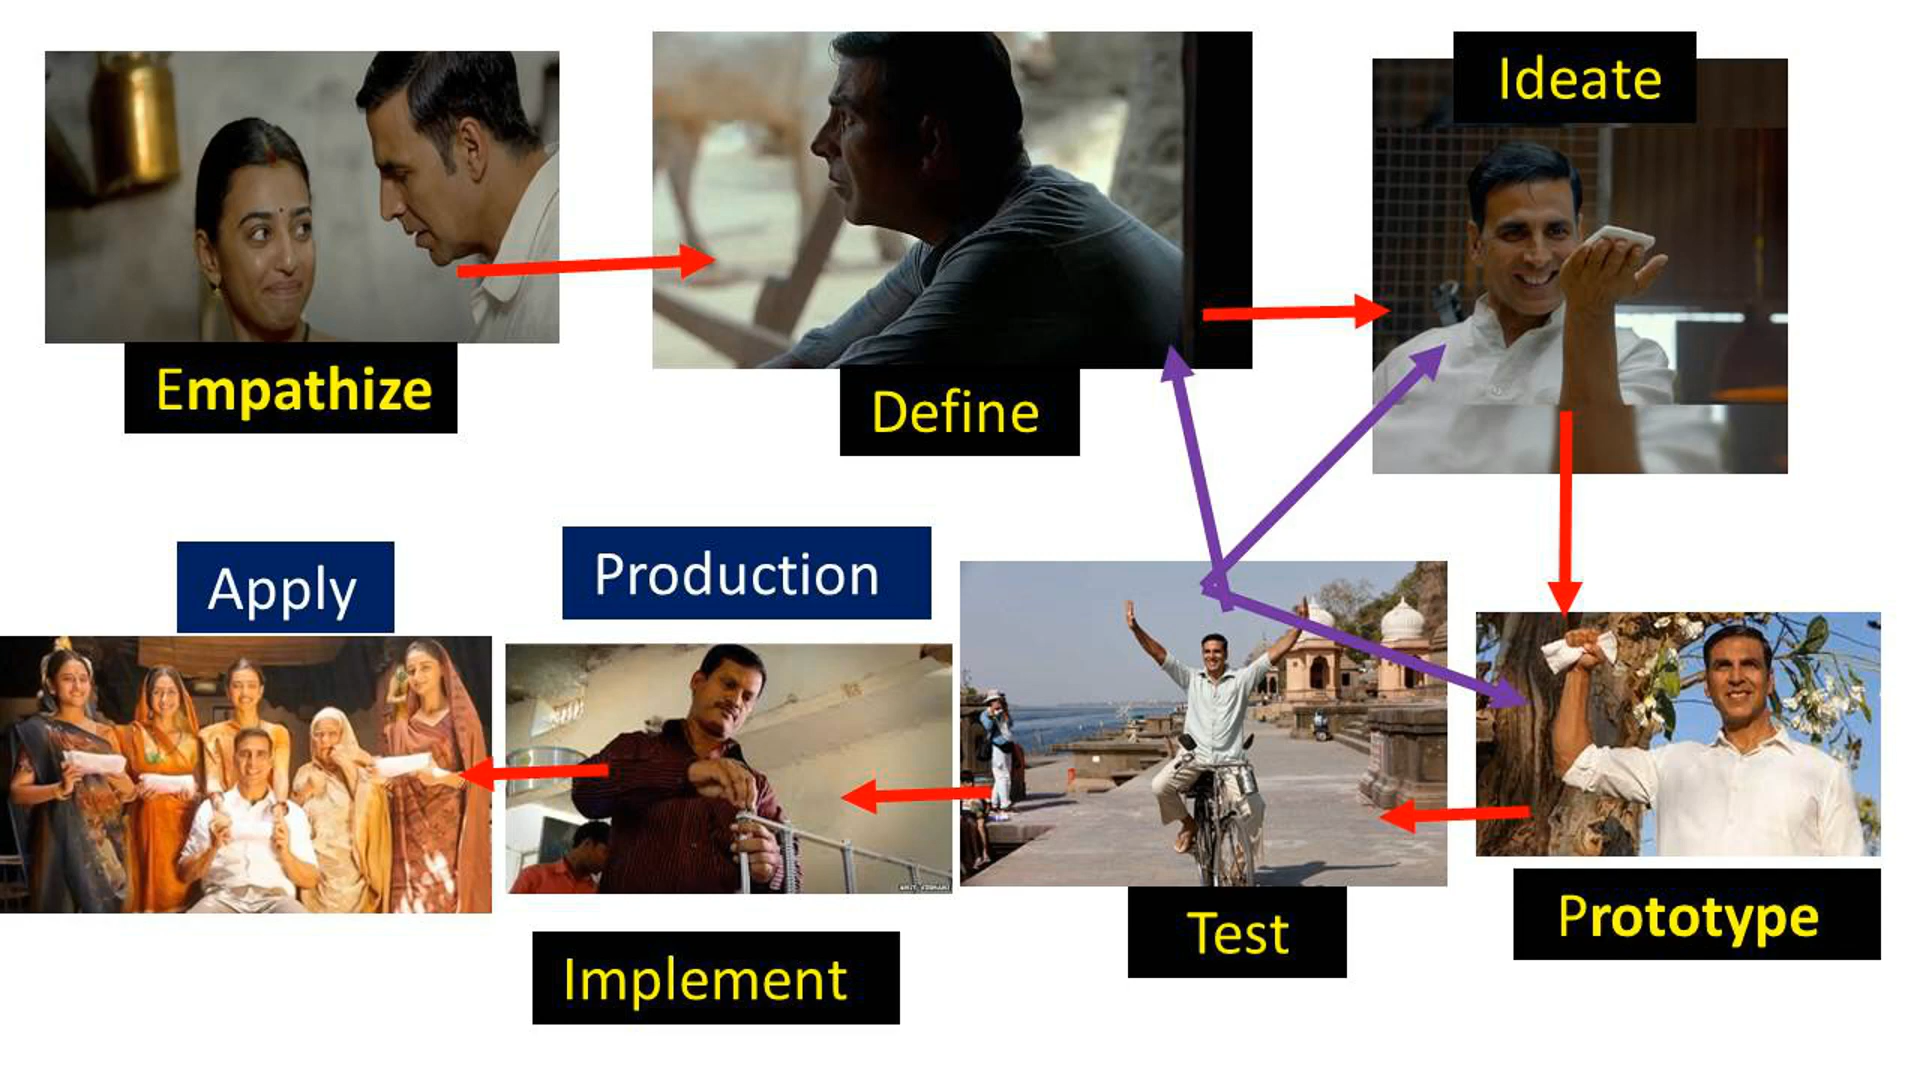 Ideate
Empathize
Define
Apply
Production
Implement
Test
Prototype